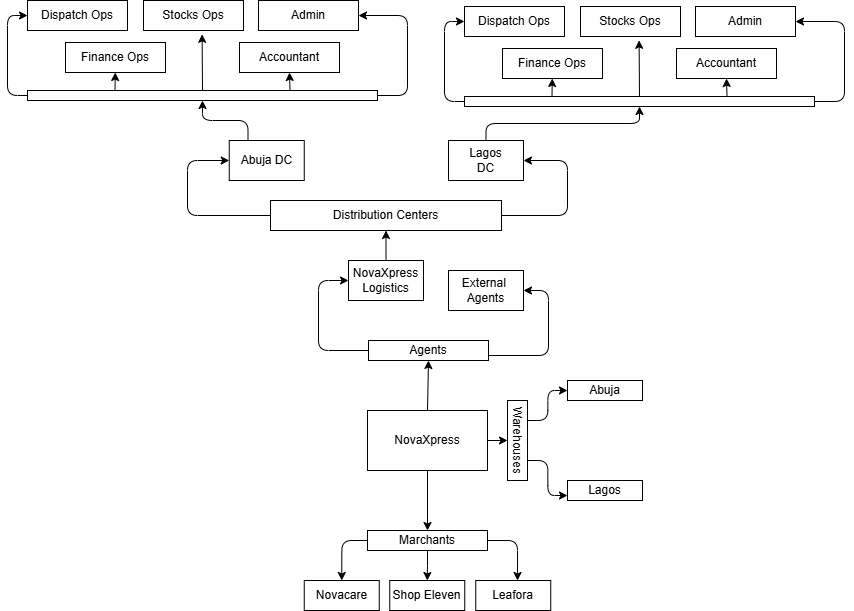 Dispatch Ops
Stocks Ops
Admin
Finance Ops
Accountant
Dispatch Ops
Stocks Ops
Admin
Finance Ops
Accountant
Abuja DC
Lagos
DC
Distribution Centers
NovaXpress
Logistics
External
Agents
Agents
NovaXpress
Warehouses
Abuja
Lagos
Marchants
Novacare
Shop Eleven
Leafora